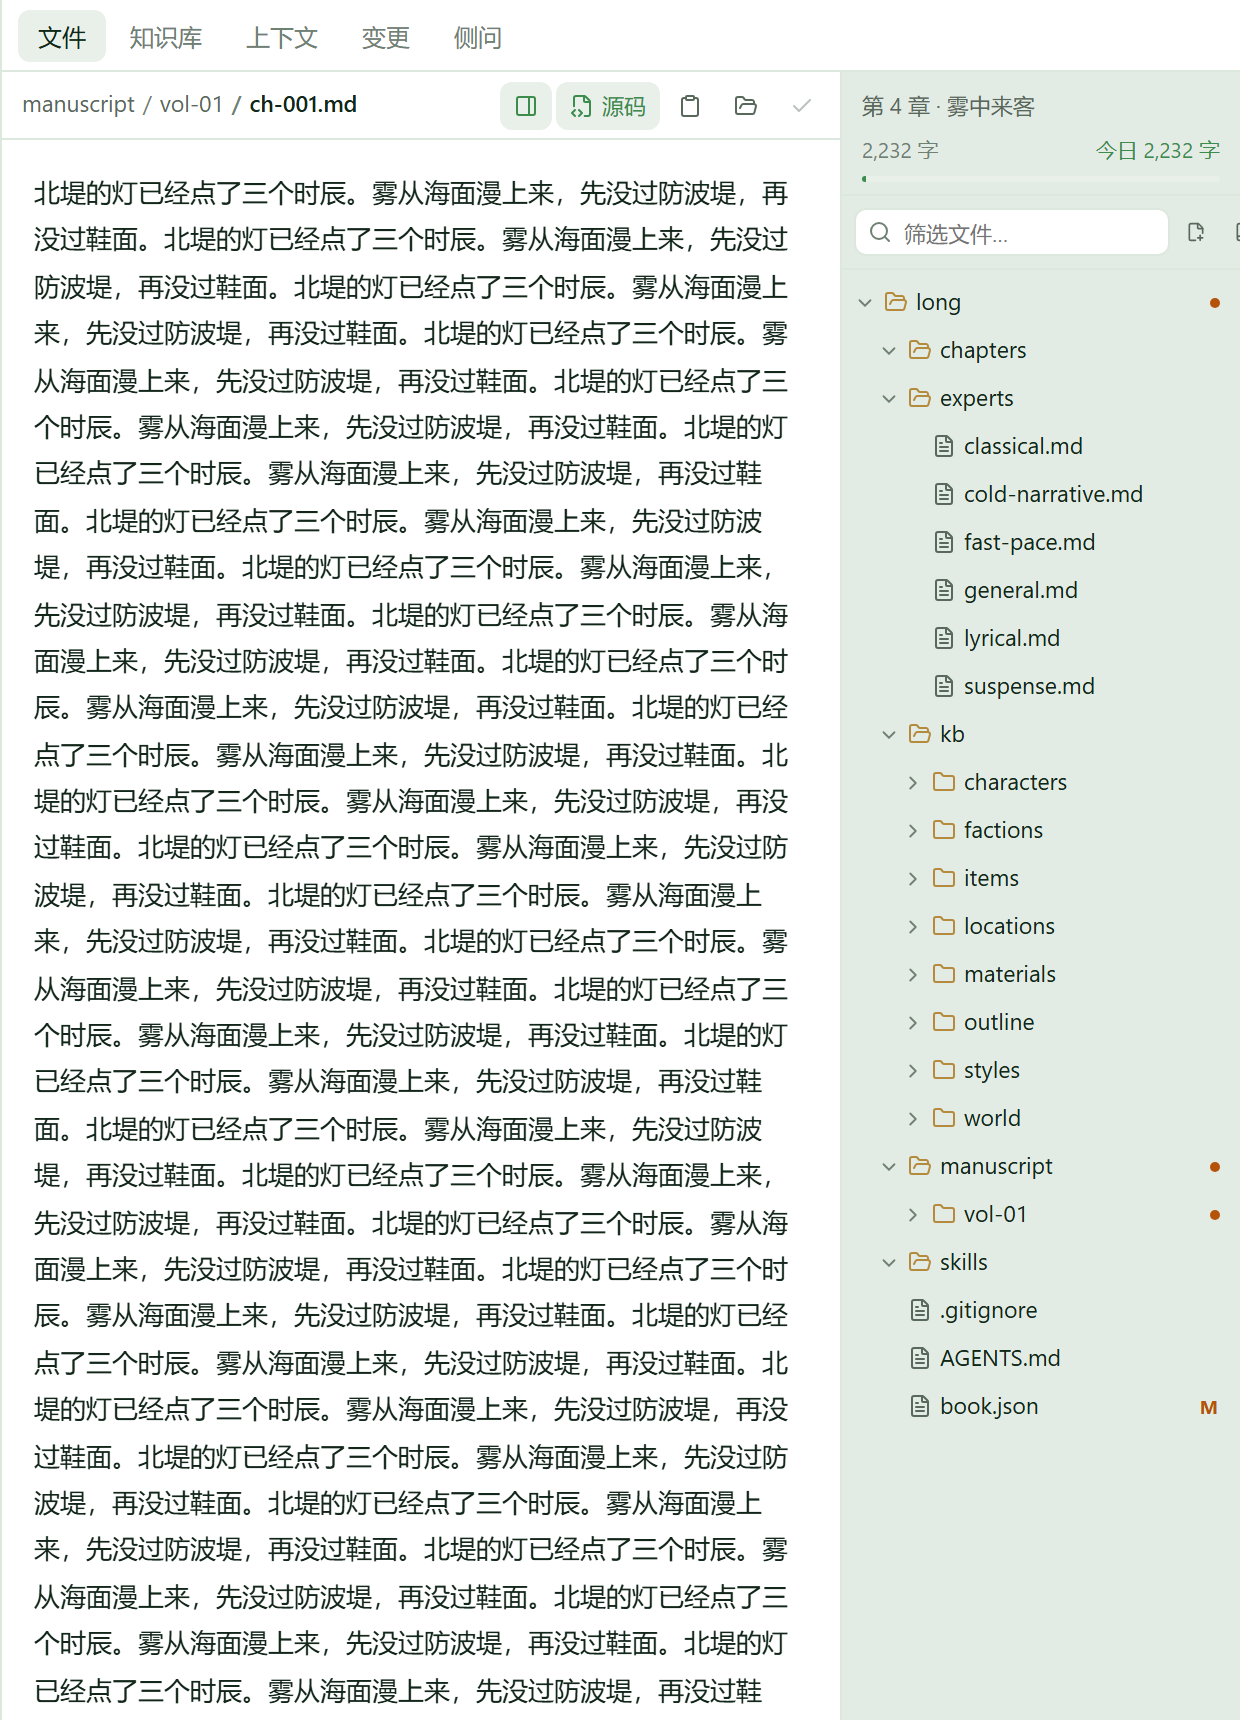 文件 知识库 上下文 变更 侧问
manuscript / vol-01 / ch-001.md 源码
北堤的灯已经点了三个时辰。雾从海面漫上来，先没过防波堤，再
没过鞋面。北堤的灯已经点了三个时辰。雾从海面漫上来，先没过
防波堤，再没过鞋面。北堤的灯已经点了三个时辰。雾从海面漫上
来，先没过防波堤，再没过鞋面。北堤的灯已经点了三个时辰。雾
从海面漫上来，先没过防波堤，再没过鞋面。北堤的灯已经点了三
个时辰。雾从海面漫上来，先没过防波堤，再没过鞋面。北堤的灯
已经点了三个时辰。雾从海面漫上来，先没过防波堤，再没过鞋
面。北堤的灯已经点了三个时辰。雾从海面漫上来，先没过防波
堤，再没过鞋面。北堤的灯已经点了三个时辰。雾从海面漫上来，
先没过防波堤，再没过鞋面。北堤的灯已经点了三个时辰。雾从海
面漫上来，先没过防波堤，再没过鞋面。北堤的灯已经点了三个时
辰。雾从海面漫上来，先没过防波堤，再没过鞋面。北堤的灯已经
点了三个时辰。雾从海面漫上来，先没过防波堤，再没过鞋面。北
堤的灯已经点了三个时辰。雾从海面漫上来，先没过防波堤，再没
过鞋面。北堤的灯已经点了三个时辰。雾从海面漫上来，先没过防
波堤，再没过鞋面。北堤的灯已经点了三个时辰。雾从海面漫上
来，先没过防波堤，再没过鞋面。北堤的灯已经点了三个时辰。雾
从海面漫上来，先没过防波堤，再没过鞋面。北堤的灯已经点了三
个时辰。雾从海面漫上来，先没过防波堤，再没过鞋面。北堤的灯
已经点了三个时辰。雾从海面漫上来，先没过防波堤，再没过鞋
面。北堤的灯已经点了三个时辰。雾从海面漫上来，先没过防波
堤，再没过鞋面。北堤的灯已经点了三个时辰。雾从海面漫上来，
先没过防波堤，再没过鞋面。北堤的灯已经点了三个时辰。雾从海
面漫上来，先没过防波堤，再没过鞋面。北堤的灯已经点了三个时
辰。雾从海面漫上来，先没过防波堤，再没过鞋面。北堤的灯已经
点了三个时辰。雾从海面漫上来，先没过防波堤，再没过鞋面。北
堤的灯已经点了三个时辰。雾从海面漫上来，先没过防波堤，再没
过鞋面。北堤的灯已经点了三个时辰。雾从海面漫上来，先没过防
波堤，再没过鞋面。北堤的灯已经点了三个时辰。雾从海面漫上
来，先没过防波堤，再没过鞋面。北堤的灯已经点了三个时辰。雾
从海面漫上来，先没过防波堤，再没过鞋面。北堤的灯已经点了三
个时辰。雾从海面漫上来，先没过防波堤，再没过鞋面。北堤的灯
已经点了三个时辰。雾从海面漫上来，先没过防波堤，再没过鞋
第 4 章 · 雾中来客
2,232 字 今日 2,232 字
筛选文件...
long
chapters
experts
classical.md
cold-narrative.md
fast-pace.md
general.md
lyrical.md
suspense.md
kb
characters
factions
items
locations
materials
outline
styles
world
manuscript
vol-01
skills
.gitignore
AGENTS.md
book.json M